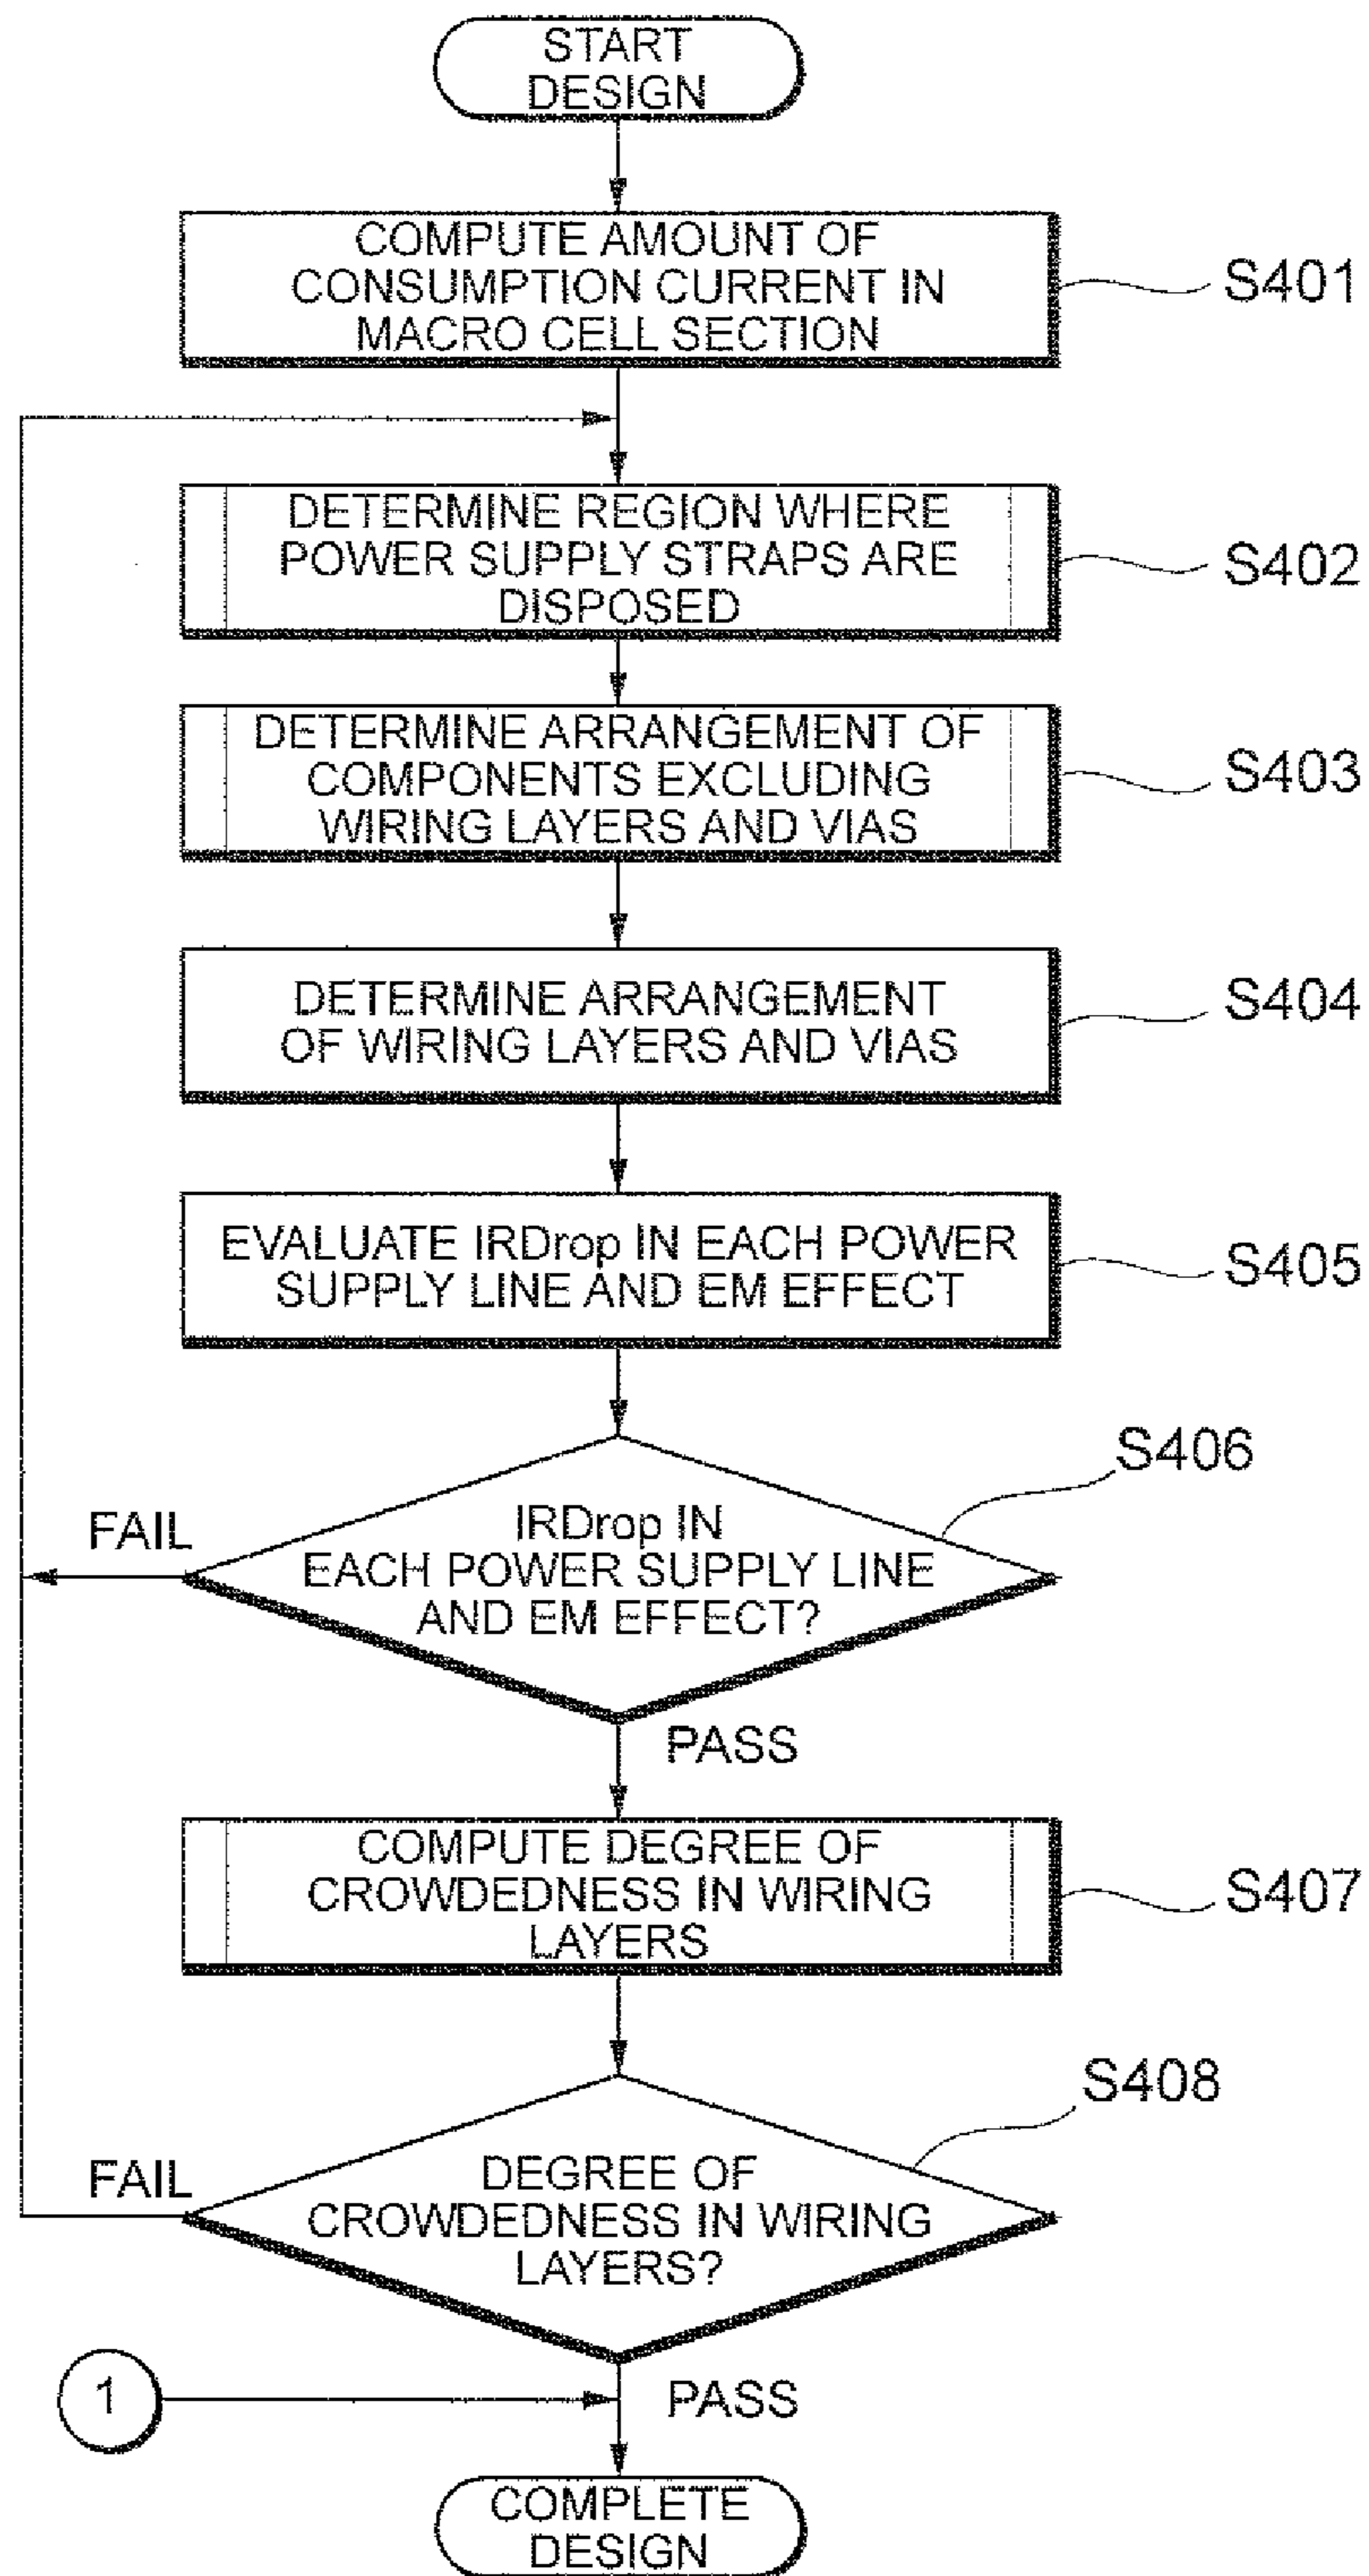 START
DESIGN
COMPUTE AMOUNT OF
CONSUMPTION CURRENT IN
MACRO CELL SECTION
S401
DETERMINE REGION WHERE
POWER SUPPLY STRAPS ARE
DISPOSED
S402
DETERMINE ARRANGEMENT OF
COMPONENTS EXCLUDING
WIRING LAYERS AND VIAS
S403
DETERMINE ARRANGEMENT
OF WIRING LAYERS AND VIAS
S404
EVALUATE IRDrop IN EACH POWER
SUPPLY LINE AND EM EFFECT
S405
S406
FAIL
IRDrop IN
EACH POWER SUPPLY LINE
AND EM EFFECT?
PASS
COMPUTE DEGREE OF
CROWDEDNESS IN WIRING
LAYERS
S407
S408
FAIL
DEGREE OF
CROWDEDNESS IN WIRING
LAYERS?
1
PASS
COMPLETE
DESIGN